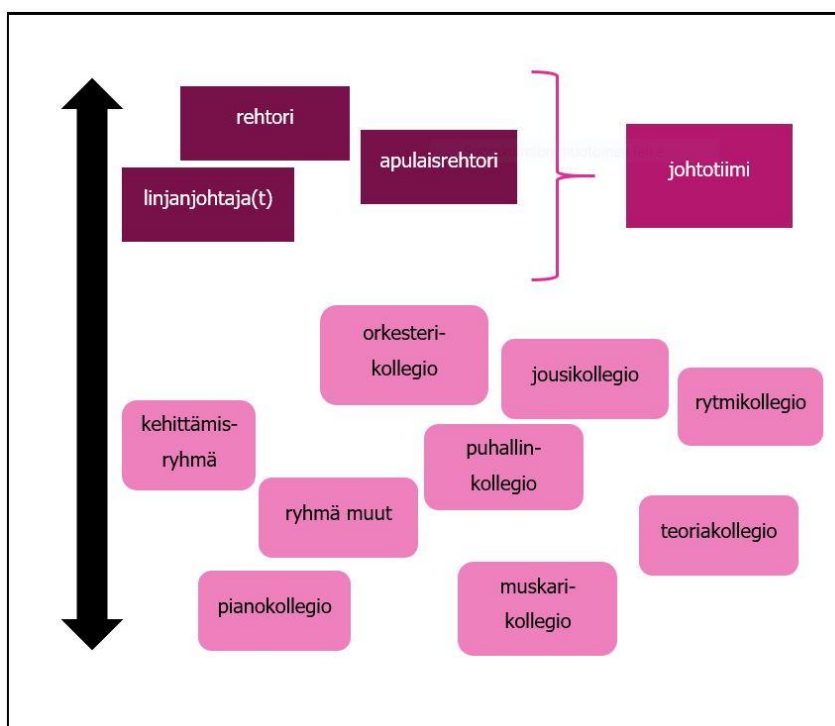 rehtori
apulaisrehtori
linjanjohtaja(t)
johtotiimi
orkesteri-
kollegio
jousikollegio
rytmikollegio
kehittämis-
ryhmä
puhallin-
kollegio
ryhmä muut
teoriakollegio
pianokollegio
muskari-
kollegio